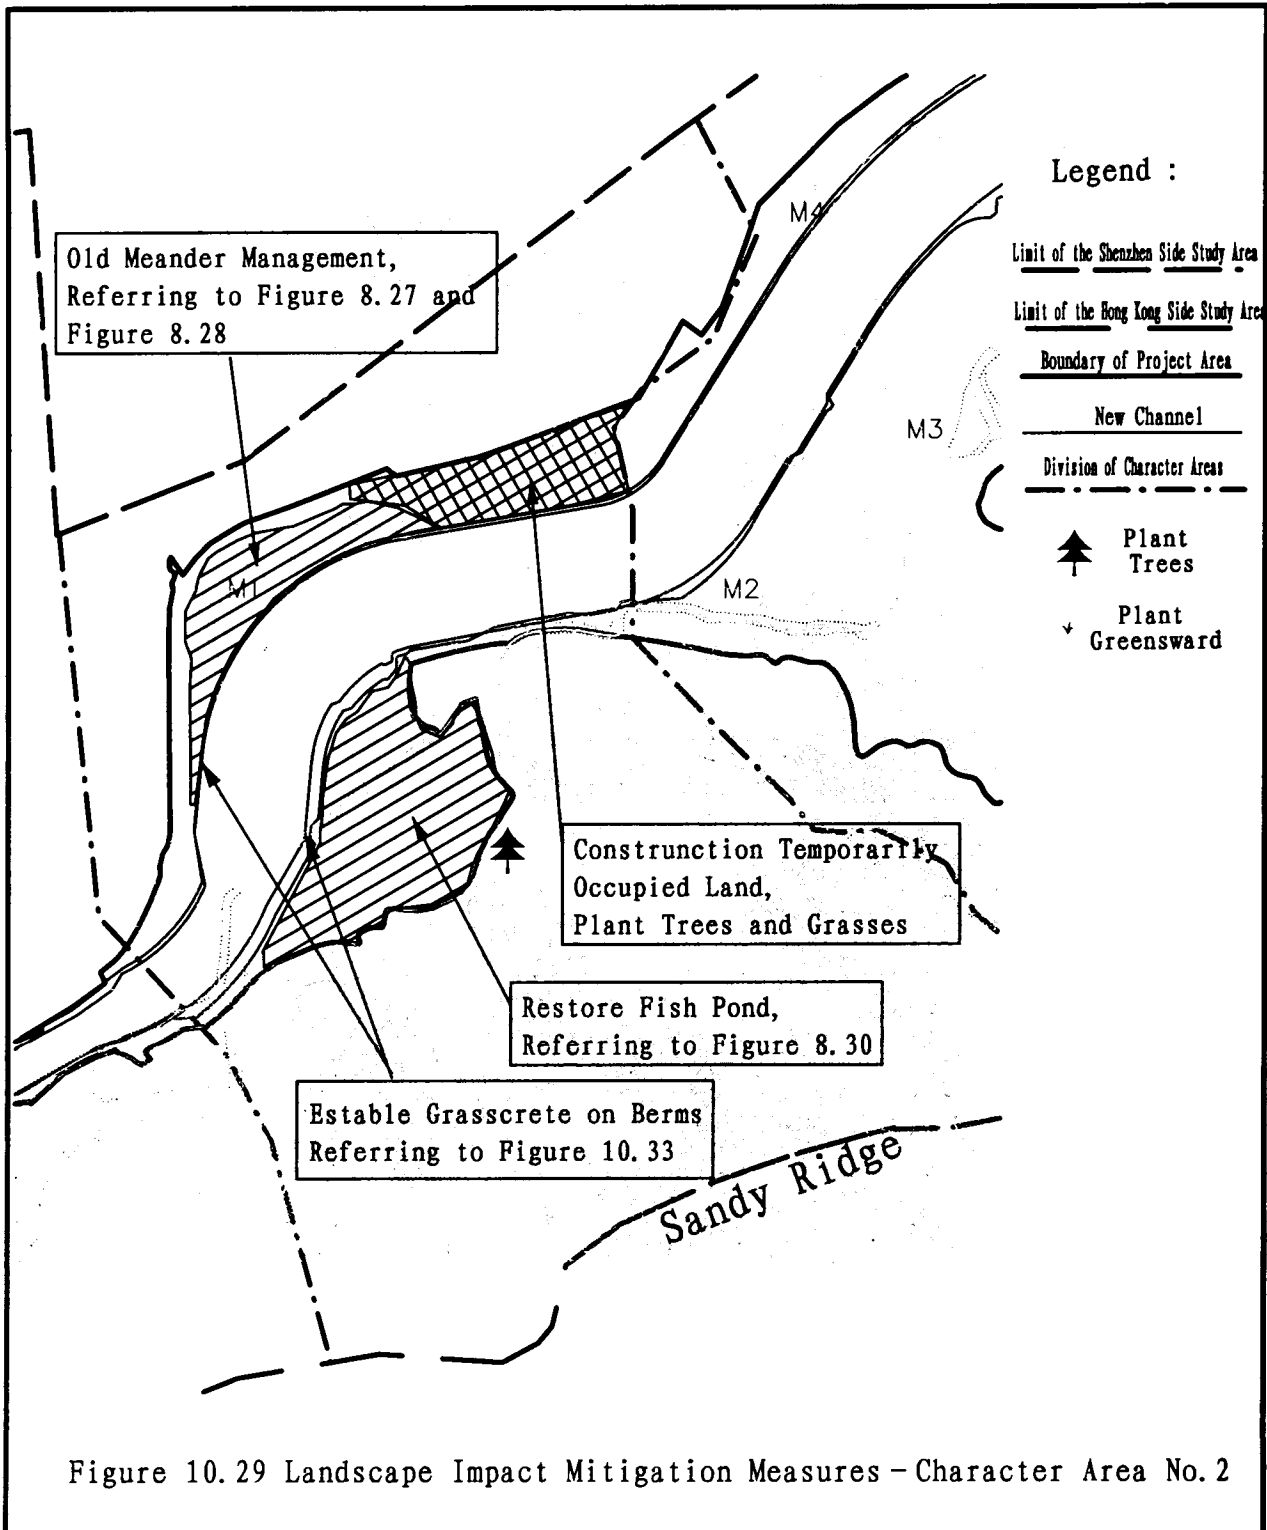 Legend :
Limit of the Shenzhen Side Study Area
Limit of the Hong Kong Side Study Area
Boundary of Project Area
New Channel
Division of Character Areas
Plant
Trees
Plant
Greensward
M4
Old Meander Management,
Referring to Figure 8.27 and
Figure 8.28
M3
M1
M2
Construnction Temporarily
Occupied Land,
Plant Trees and Grasses
Restore Fish Pond,
Referring to Figure 8.30
Estable Grasscrete on Berms
Referring to Figure 10.33
Sandy Ridge
Figure 10.29 Landscape Impact Mitigation Measures - Character Area No.2